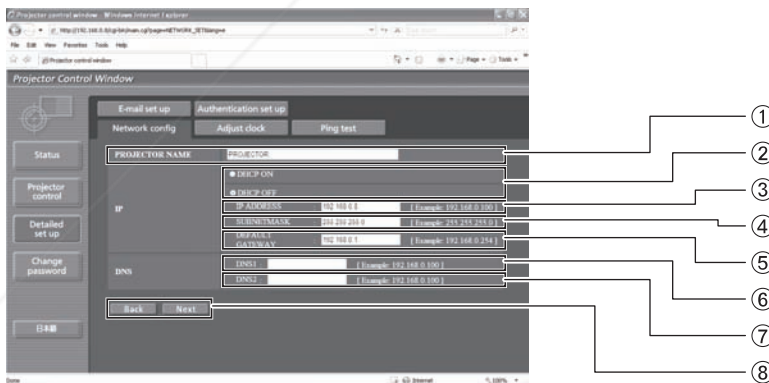 Projector control window - Windows Internet Explorer
File Edit View Favorites Tools Help
Projector control window
Page Tools
Projector Control Window
E-mail set up Authentication set up
Network config Adjust clock Ping test
Status
Projector control
Detailed set up
Change password
日本語
PROJECTOR NAME PROJECTOR
IP
DHCP ON
DHCP OFF
IP ADDRESS 192 168 0 8 [ Example: 192.168.0.100 ]
SUBNETMASK 255 255 255 0 [ Example: 255.255.255.0 ]
DEFAULT GATEWAY 192 168 0 1 [ Example: 192.168.0.254 ]
DNS
DNS1 : [ Example: 192.168.0.100 ]
DNS2 : [ Example: 192.168.0.100 ]
Back Next
Done Internet 100%
①
②
③
④
⑤
⑥
⑦
⑧